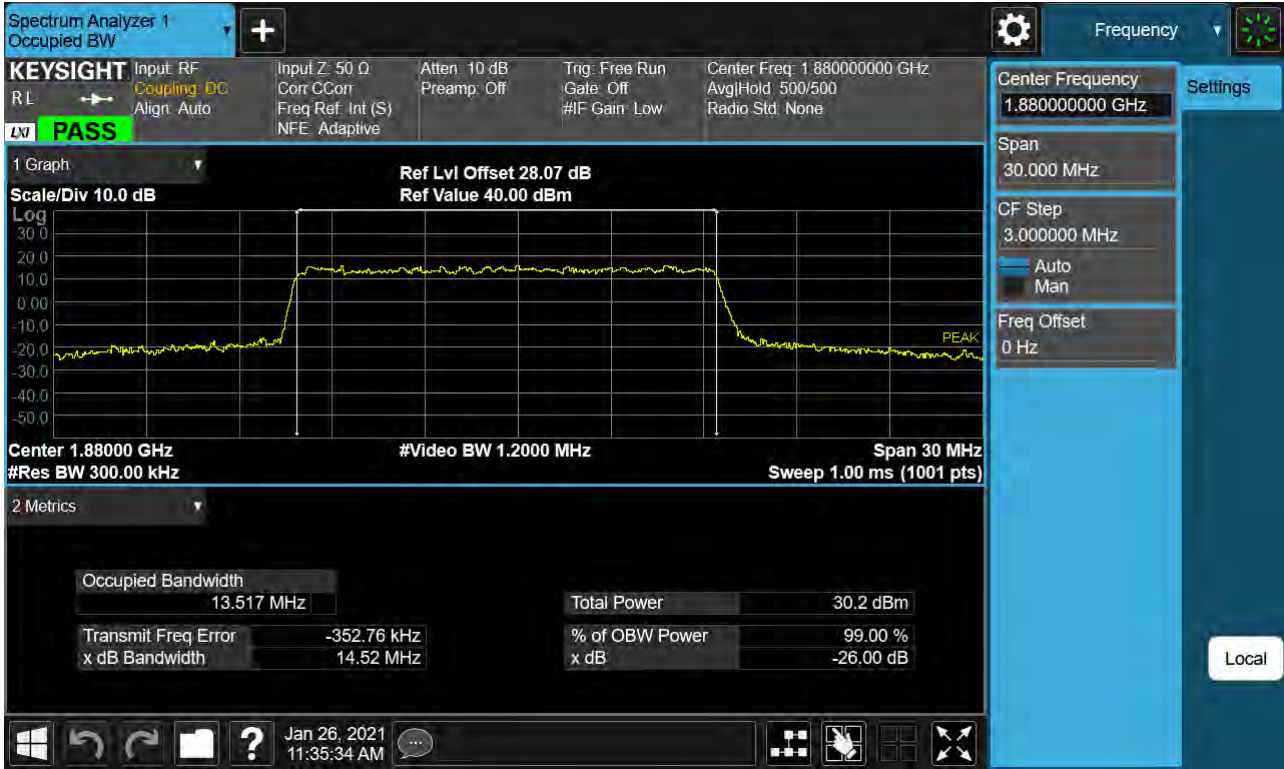 Spectrum Analyzer 1
Occupied BW
Frequency
KEYSIGHT
R L
LXI
PASS
Input: RF
Coupling: DC
Align: Auto
Input Z: 50 Ω
Corr CCorr
Freq Ref: Int (S)
NFE: Adaptive
Atten: 10 dB
Preamp: Off
Trig: Free Run
Gate: Off
#IF Gain: Low
Center Freq: 1.880000000 GHz
Avg|Hold: 500/500
Radio Std: None
Center Frequency
1.880000000 GHz
Settings
Span
30.000 MHz
CF Step
3.000000 MHz
Auto
Man
Freq Offset
0 Hz
Local
1 Graph
Scale/Div 10.0 dB
Ref Lvl Offset 28.07 dB
Ref Value 40.00 dBm
Log
30.0
20.0
10.0
0.00
-10.0
-20.0
-30.0
-40.0
-50.0
PEAK
Center 1.88000 GHz
#Res BW 300.00 kHz
#Video BW 1.2000 MHz
Span 30 MHz
Sweep 1.00 ms (1001 pts)
2 Metrics
Occupied Bandwidth
13.517 MHz
Total Power 30.2 dBm
Transmit Freq Error -352.76 kHz
% of OBW Power 99.00 %
x dB Bandwidth 14.52 MHz
x dB -26.00 dB
?
Jan 26, 2021
11:35:34 AM